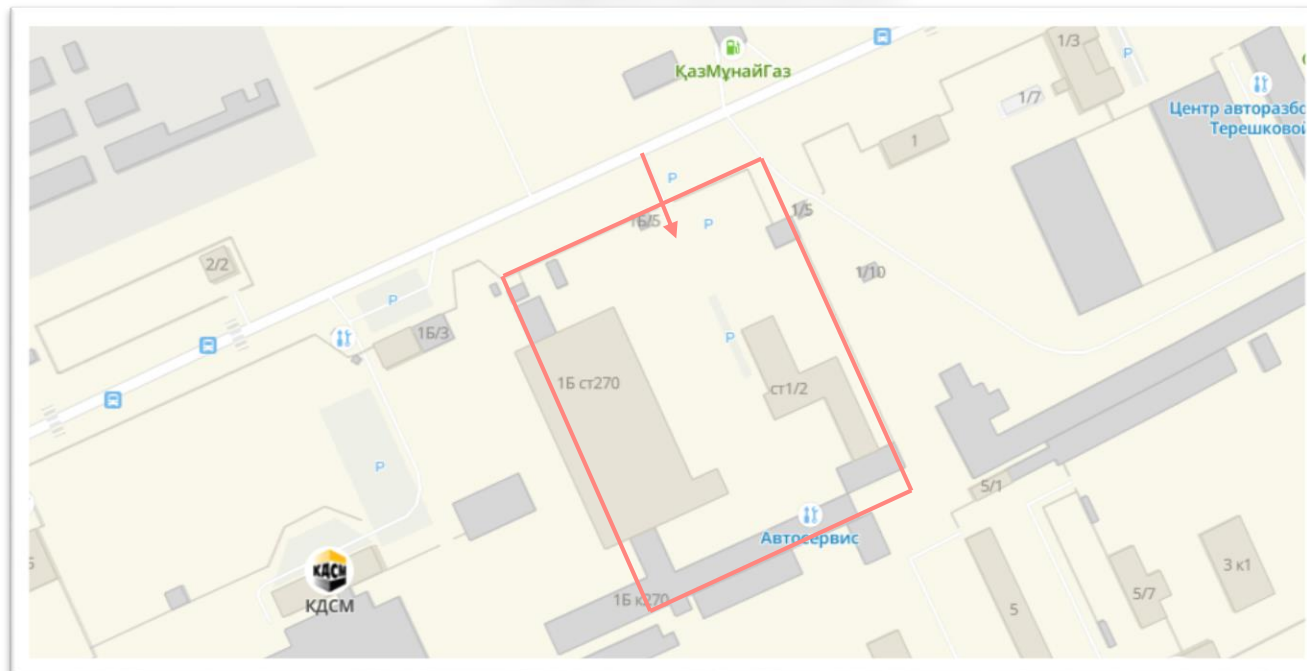 1/3
P
ҚазМұнайГаз
1/7
Центр авторазбо
Терешковой
1
P
1/5
1Б/5
P
2/2
1/10
P
1Б/3
P
1Б ст270
ст1/2
P
5/1
Автосервис
КДСМ
КДСМ
1Б к270
5
5/7
3 к1